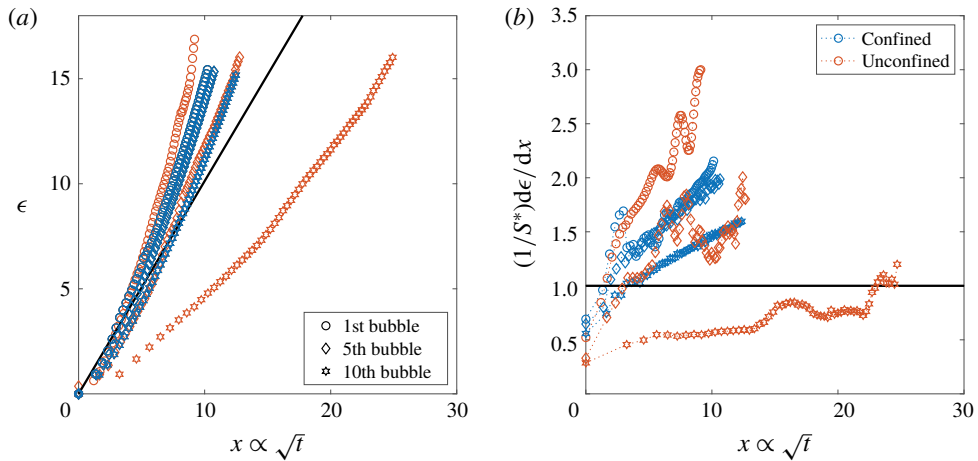 (a)
15
10
5
0
10
20
30
ϵ
x ∝ √t
1st bubble
5th bubble
10th bubble
(b)
3.5
3.0
2.5
2.0
1.5
1.0
0.5
0
10
20
30
(1/S*)dϵ/dx
x ∝ √t
Confined
Unconfined